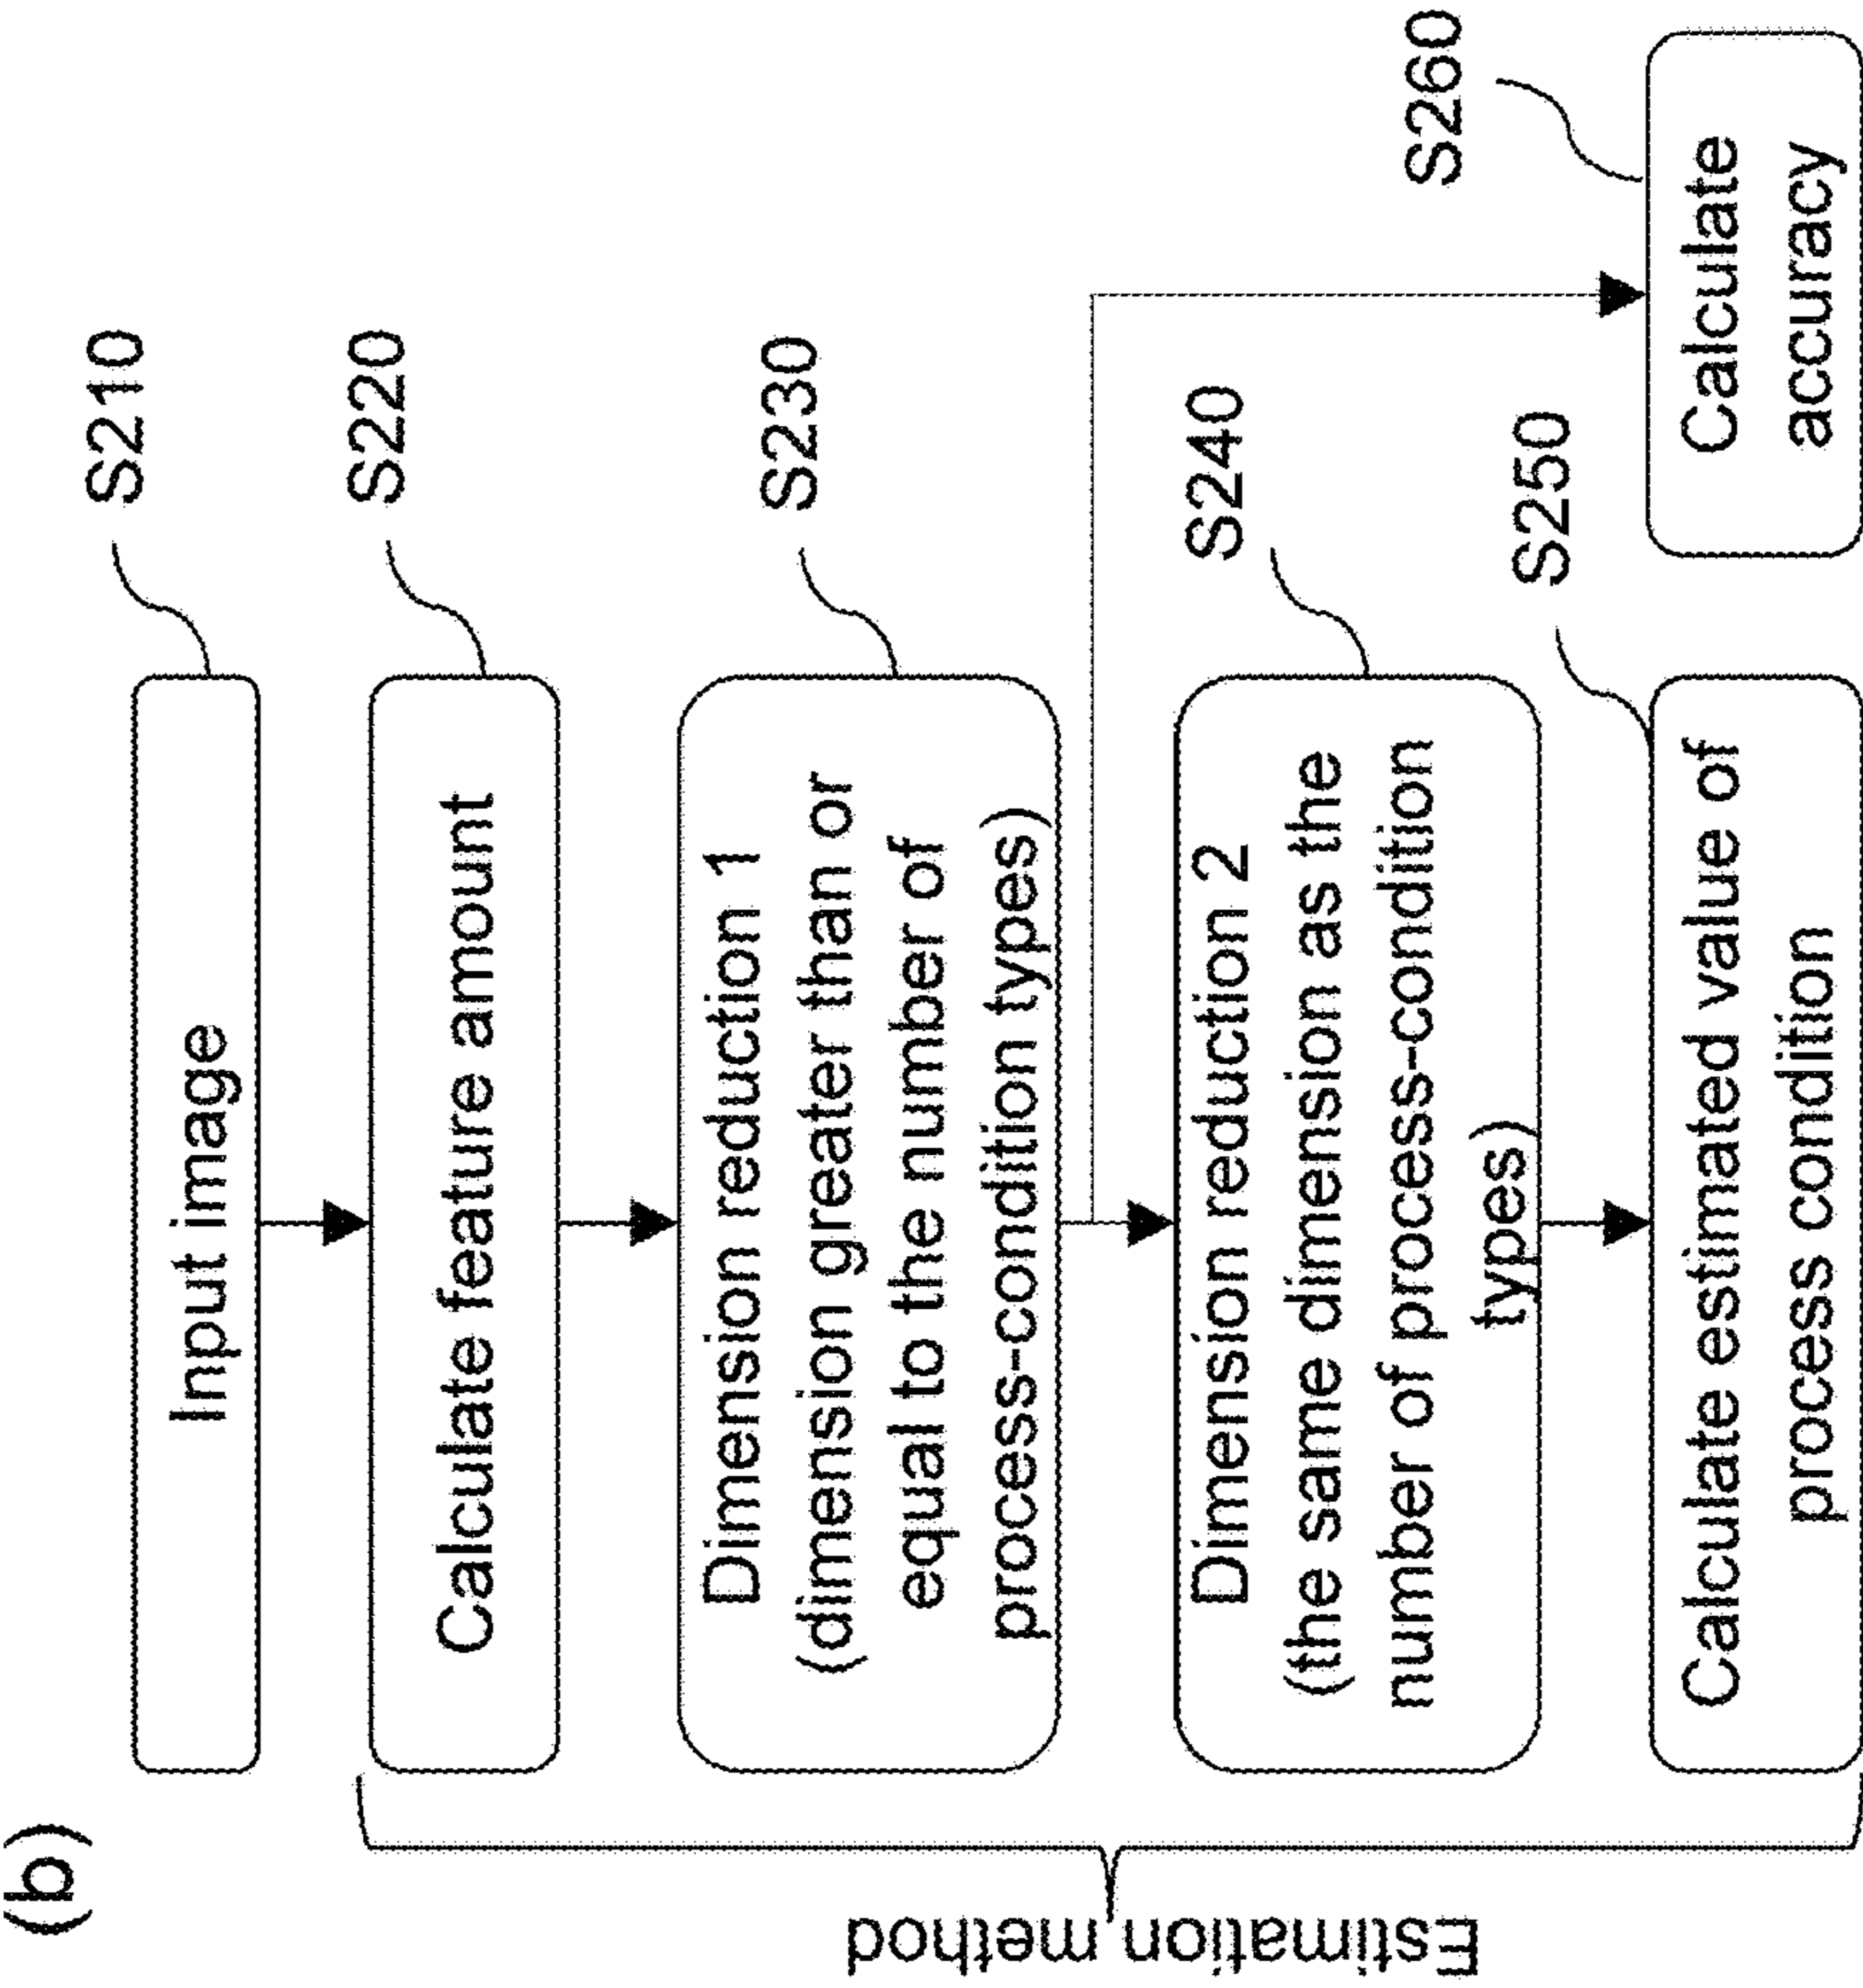 (b)
Input image
S210
Calculate feature amount
S220
Dimension reduction 1
(dimension greater than or
equal to the number of
process-condition types)
S230
Dimension reduction 2
(the same dimension as the
number of process-condition
types)
S240
Calculate estimated value of
process condition
S250
Calculate
accuracy
S260
Estimation method